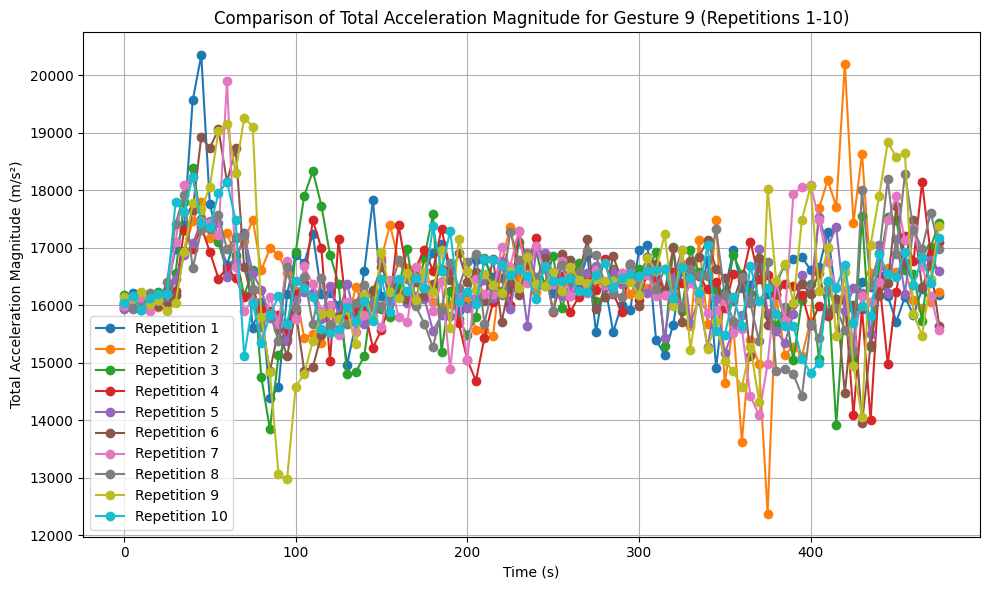 Comparison of Total Acceleration Magnitude for Gesture 9 (Repetitions 1-10)
Total Acceleration Magnitude (m/s²)
20000
19000
18000
17000
16000
15000
14000
13000
12000
Repetition 1
Repetition 2
Repetition 3
Repetition 4
Repetition 5
Repetition 6
Repetition 7
Repetition 8
Repetition 9
Repetition 10
0
100
200
300
400
Time (s)